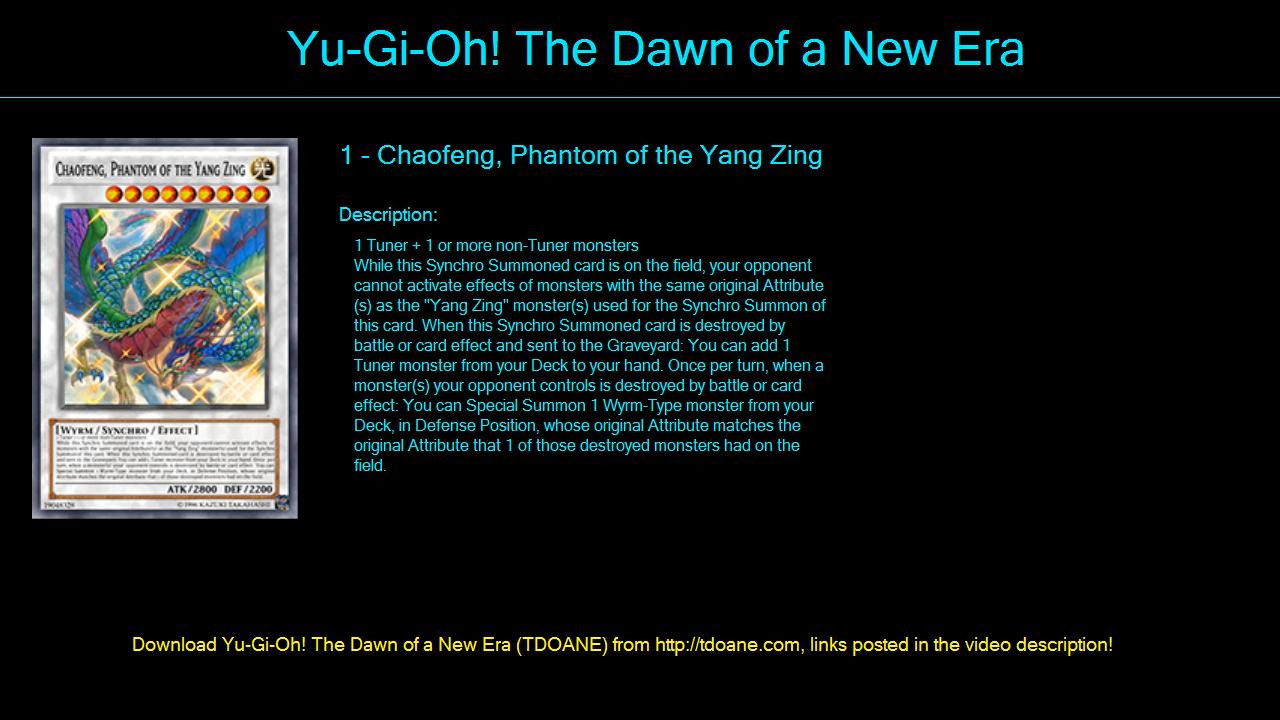 Yu-Gi-Oh! The Dawn of a New Era
CHAOFENG, PHANTOM OF THE YANG ZING
光
[WYRM / SYNCHRO / EFFECT]
ATK/2800 DEF/2200
19048328
©1996 KAZUKI TAKAHASHI
1 - Chaofeng, Phantom of the Yang Zing
Description:
1 Tuner + 1 or more non-Tuner monsters
While this Synchro Summoned card is on the field, your opponent
cannot activate effects of monsters with the same original Attribute
(s) as the "Yang Zing" monster(s) used for the Synchro Summon of
this card. When this Synchro Summoned card is destroyed by
battle or card effect and sent to the Graveyard: You can add 1
Tuner monster from your Deck to your hand. Once per turn, when a
monster(s) your opponent controls is destroyed by battle or card
effect: You can Special Summon 1 Wyrm-Type monster from your
Deck, in Defense Position, whose original Attribute matches the
original Attribute that 1 of those destroyed monsters had on the
field.
Download Yu-Gi-Oh! The Dawn of a New Era (TDOANE) from http://tdoane.com, links posted in the video description!